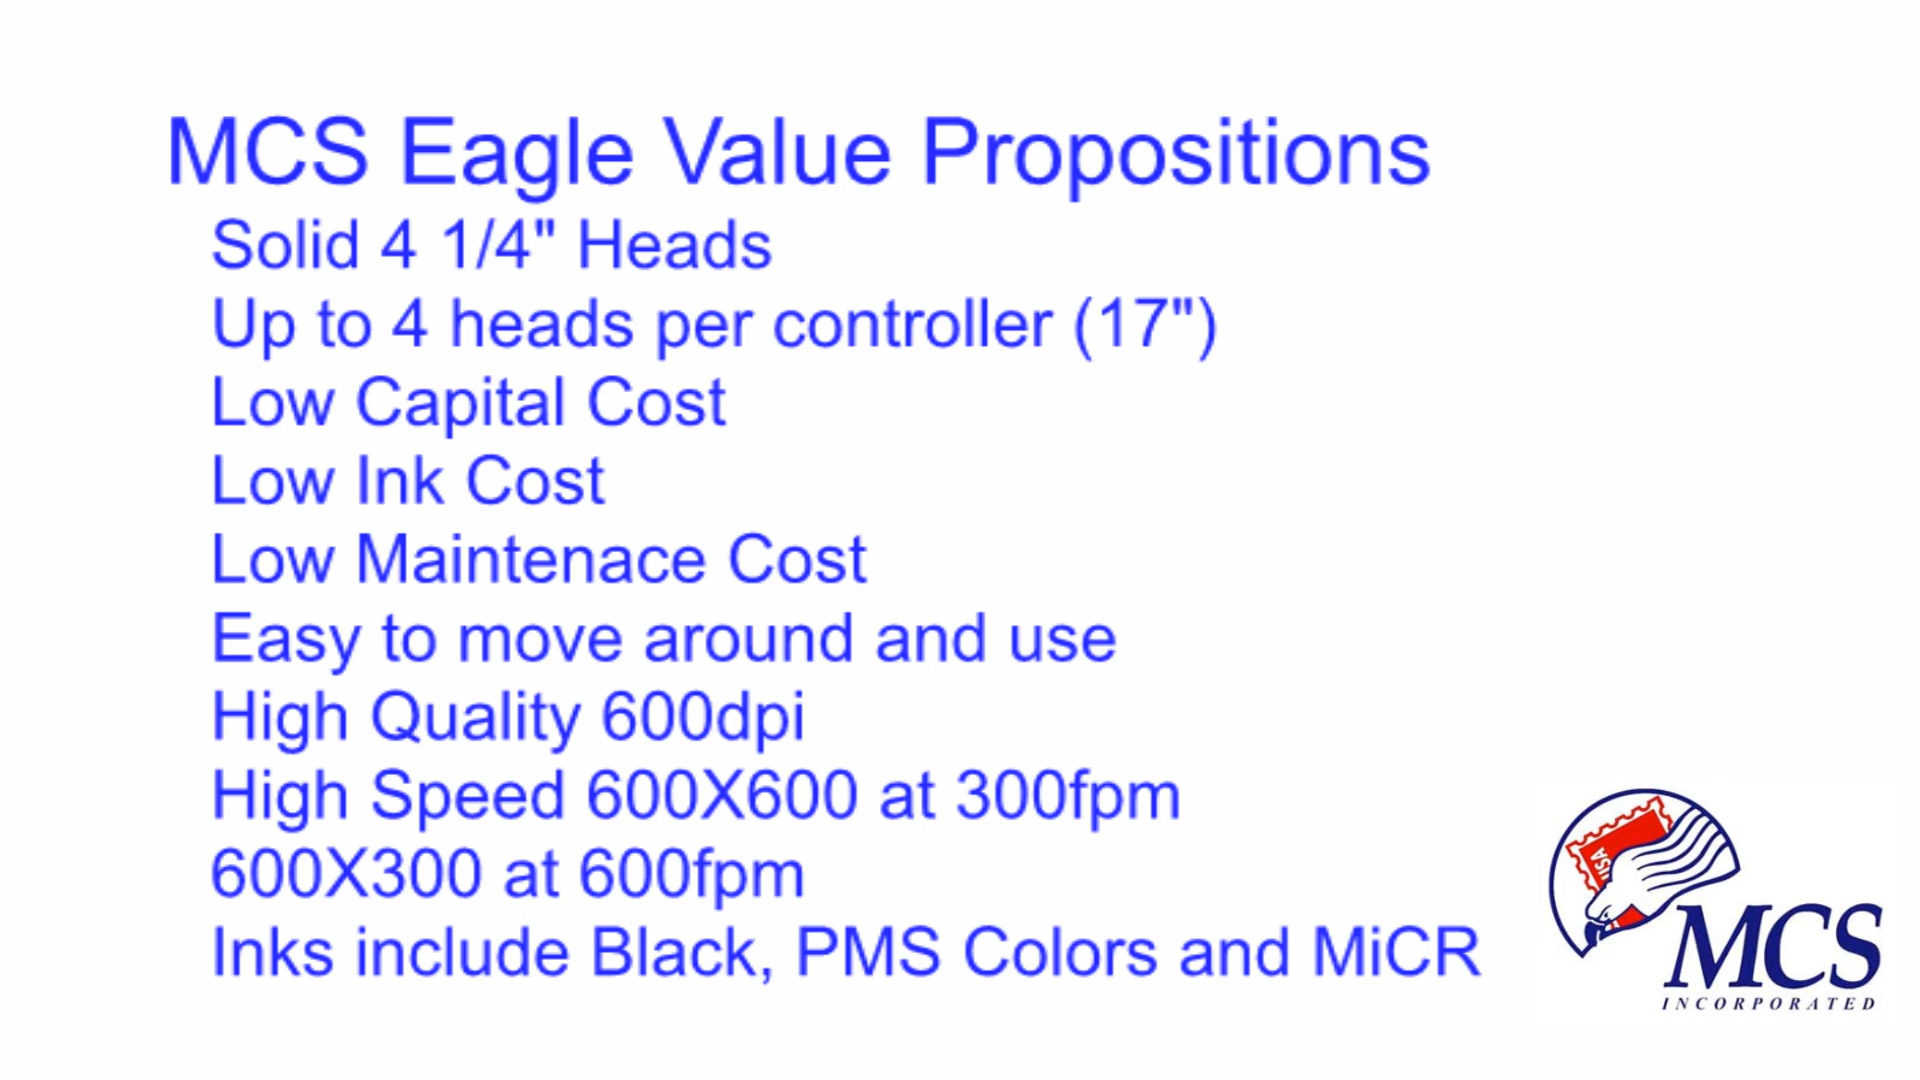 MCS Eagle Value Propositions
Solid 4 1/4" Heads
Up to 4 heads per controller (17")
Low Capital Cost
Low Ink Cost
Low Maintenace Cost
Easy to move around and use
High Quality 600dpi
High Speed 600X600 at 300fpm
600X300 at 600fpm
Inks include Black, PMS Colors and MiCR
USA
MCS
INCORPORATED